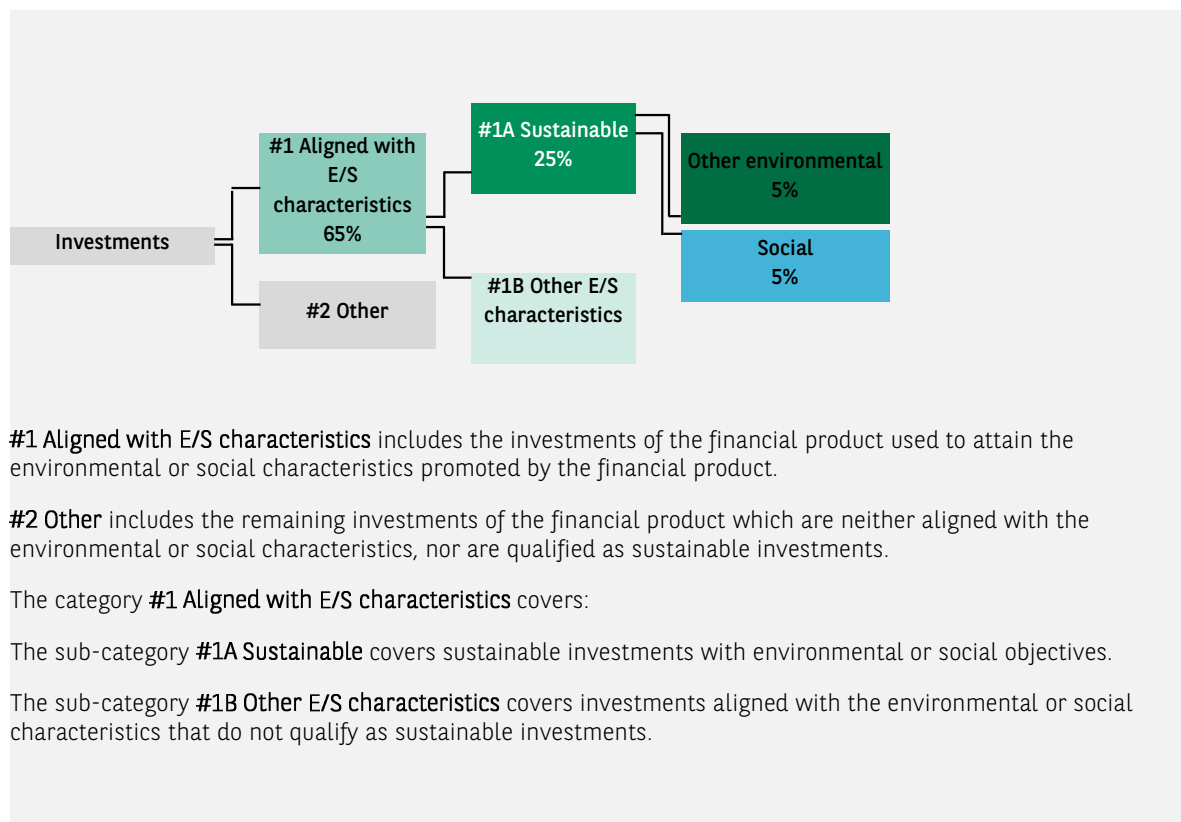 #1 Aligned with
E/S
characteristics
65%
#1A Sustainable
25%
Other environmental
5%
Investments
Social
5%
#2 Other
#1B Other E/S
characteristics
#1 Aligned with E/S characteristics includes the investments of the financial product used to attain the
environmental or social characteristics promoted by the financial product.
#2 Other includes the remaining investments of the financial product which are neither aligned with the
environmental or social characteristics, nor are qualified as sustainable investments.
The category #1 Aligned with E/S characteristics covers:
The sub-category #1A Sustainable covers sustainable investments with environmental or social objectives.
The sub-category #1B Other E/S characteristics covers investments aligned with the environmental or social
characteristics that do not qualify as sustainable investments.